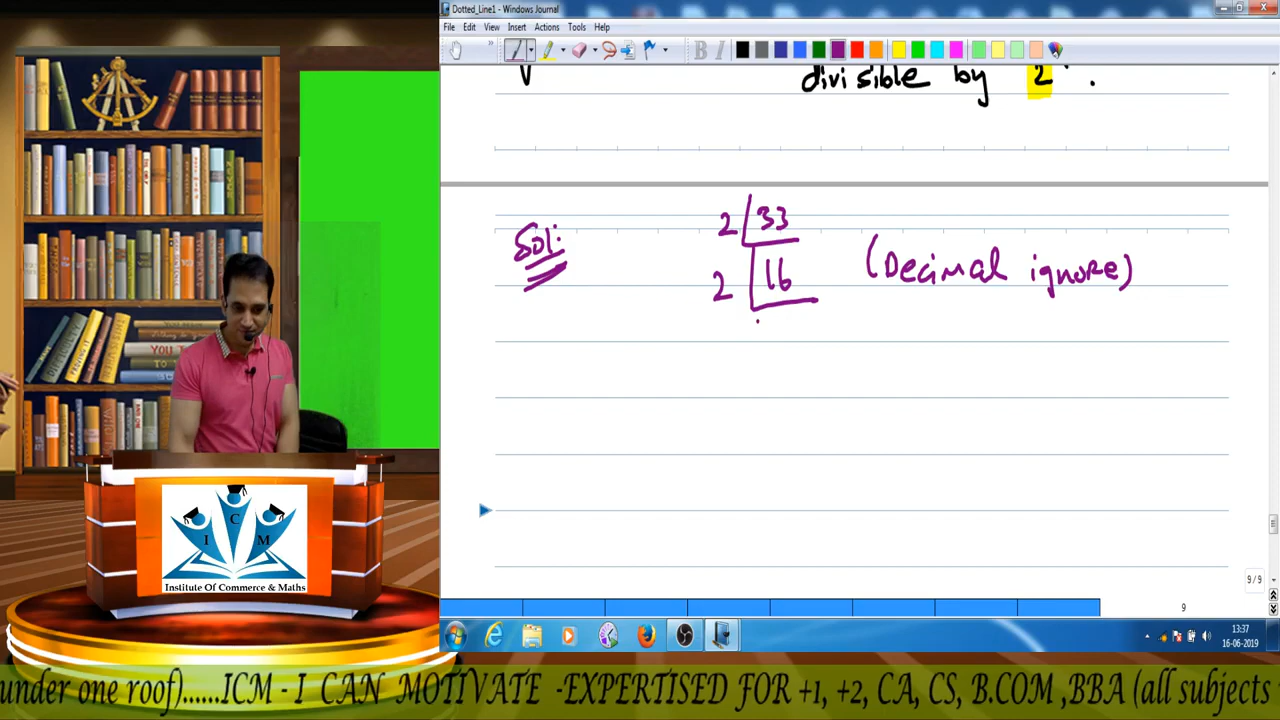 Dotted_Line1 - Windows Journal
File Edit View Insert Actions Tools Help
B I
divisible by 2
Sol:
2 33
2 16 (Decimal ignore)
YOU
TO
I C M
Institute Of Commerce & Maths
9/9
9
13:37
16-06-2019
under one roof)......ICM - I CAN MOTIVATE -EXPERTISED FOR +1, +2, CA, CS, B.COM ,BBA (all subjects